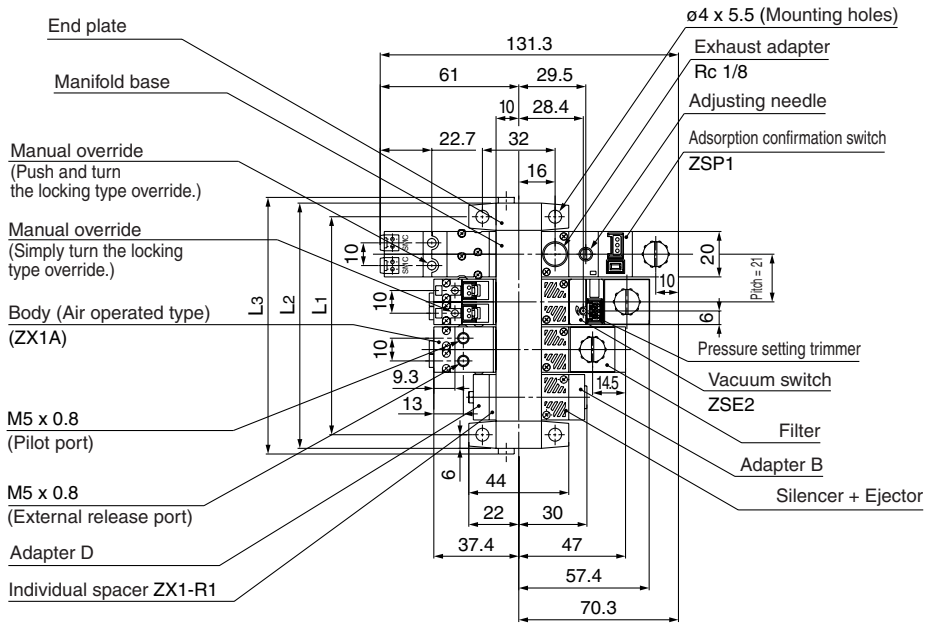 End plate
Manifold base
Manual override
(Push and turn
the locking type override.)
Manual override
(Simply turn the locking
type override.)
Body (Air operated type)
(ZX1A)
M5 x 0.8
(Pilot port)
M5 x 0.8
(External release port)
Adapter D
Individual spacer ZX1-R1
131.3
61
29.5
10
28.4
22.7
32
16
10
10
10
L3
L2
L1
9.3
13
6
44
22
30
37.4
47
57.4
70.3
ø4 x 5.5 (Mounting holes)
Exhaust adapter
Rc 1/8
Adjusting needle
Adsorption confirmation switch
ZSP1
20
10
Pitch = 21
6
14.5
Pressure setting trimmer
Vacuum switch
ZSE2
Filter
Adapter B
Silencer + Ejector